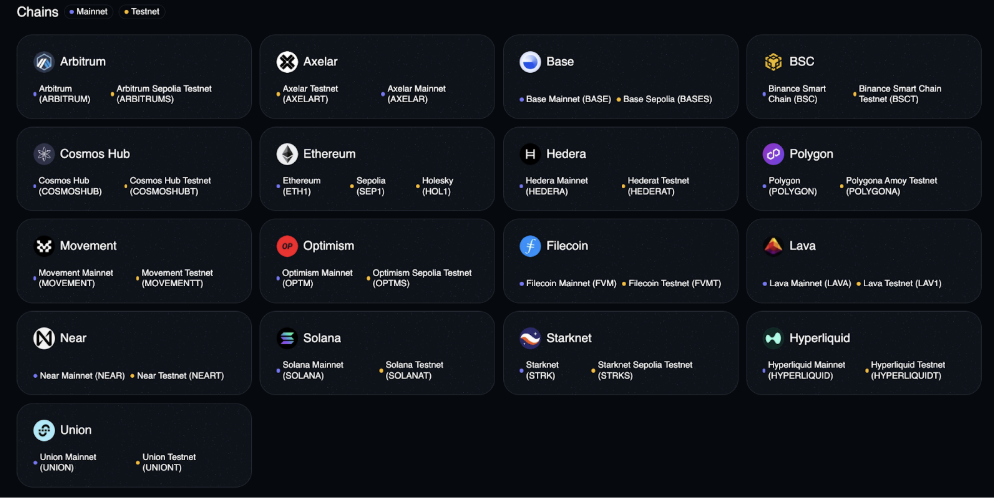 Chains Mainnet Testnet
Arbitrum
Arbitrum (ARBITRUM)
Arbitrum Sepolia Testnet (ARBITRUMS)
Axelar
Axelar Testnet (AXELART)
Axelar Mainnet (AXELAR)
Base
Base Mainnet (BASE)
Base Sepolia (BASES)
BSC
Binance Smart Chain (BSC)
Binance Smart Chain Testnet (BSCT)
Cosmos Hub
Cosmos Hub (COSMOSHUB)
Cosmos Hub Testnet (COSMOSHUBT)
Ethereum
Ethereum (ETH1)
Sepolia (SEP1)
Holesky (HOL1)
Hedera
Hedera Mainnet (HEDERA)
Hederat Testnet (HEDERAT)
Polygon
Polygon (POLYGON)
Polygona Amoy Testnet (POLYGONA)
Movement
Movement Mainnet (MOVEMENT)
Movement Testnet (MOVEMENTT)
OP
Optimism
Optimism Mainnet (OPTM)
Optimism Sepolia Testnet (OPTMS)
Filecoin
Filecoin Mainnet (FVM)
Filecoin Testnet (FVMT)
Lava
Lava Mainnet (LAVA)
Lava Testnet (LAV1)
Near
Near Mainnet (NEAR)
Near Testnet (NEART)
Solana
Solana Mainnet (SOLANA)
Solana Testnet (SOLANAT)
Starknet
Starknet (STRK)
Starknet Sepolia Testnet (STRKS)
Hyperliquid
Hyperliquid Mainnet (HYPERLIQUID)
Hyperliquid Testnet (HYPERLIQUIDT)
Union
Union Mainnet (UNION)
Union Testnet (UNIONT)